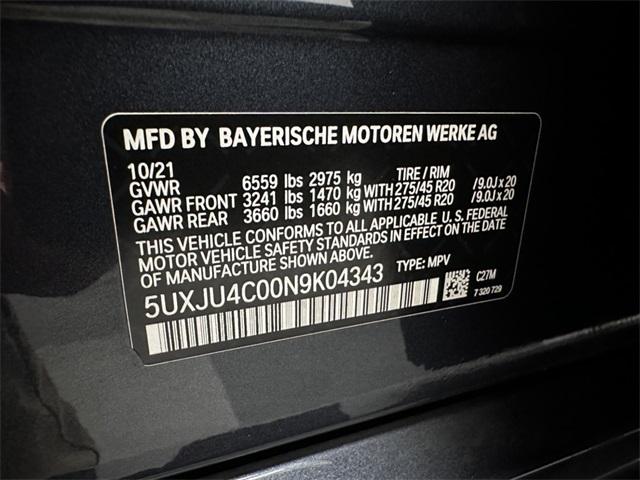 MFD BY BAYERISCHE MOTOREN WERKE AG
10/21 TIRE / RIM
GVWR 6559 lbs 2975 kg
GAWR FRONT 3241 lbs 1470 kg WITH 275/45 R20 /9.0J x 20
GAWR REAR 3660 lbs 1660 kg WITH 275/45 R20 /9.0J x 20
THIS VEHICLE CONFORMS TO ALL APPLICABLE U. S. FEDERAL
MOTOR VEHICLE SAFETY STANDARDS IN EFFECT ON THE DATE
OF MANUFACTURE SHOWN ABOVE
5UXJU4C00N9K04343 TYPE: MPV C27M
7 320 729